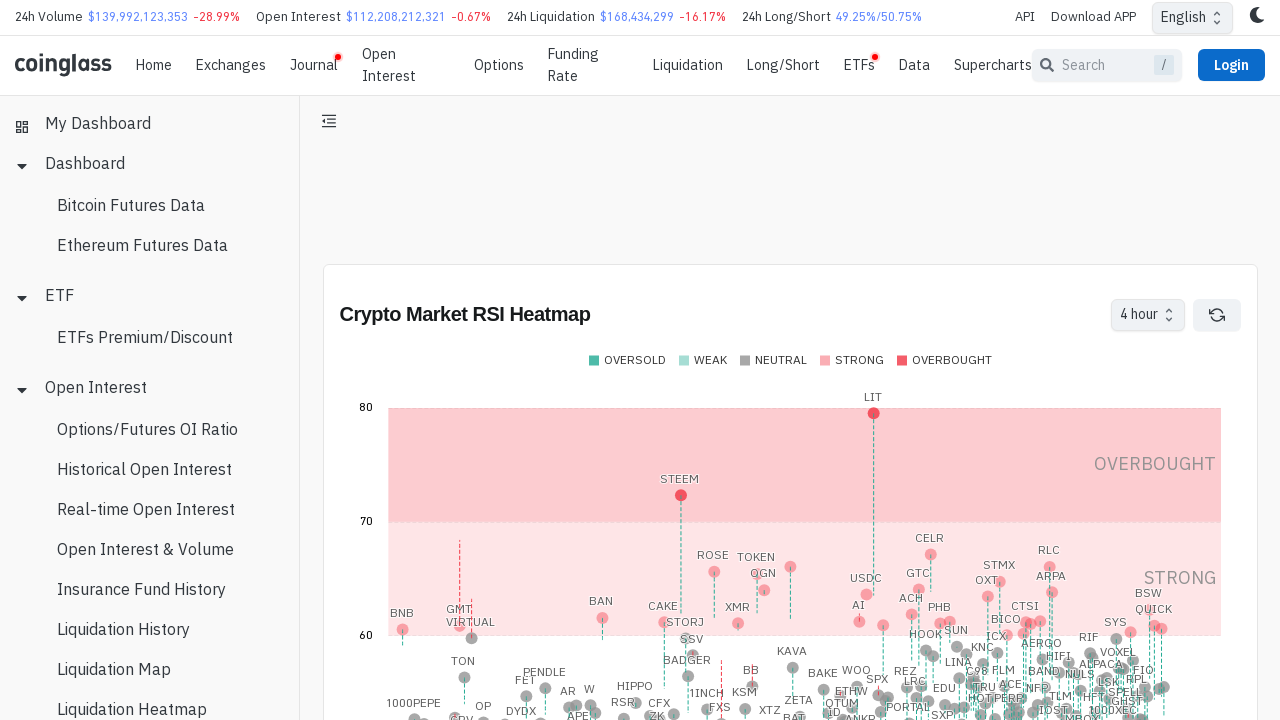 24h Volume $139,992,123,353 -28.99% Open Interest $112,208,212,321 -0.67% 24h Liquidation $168,434,299 -16.17% 24h Long/Short 49.25%/50.75% API Download APP English
coinglass Home Exchanges Journal Open Interest Options Funding Rate Liquidation Long/Short ETFs Data Supercharts Search / Login
My Dashboard
Dashboard
Bitcoin Futures Data
Ethereum Futures Data
ETF
ETFs Premium/Discount
Open Interest
Options/Futures OI Ratio
Historical Open Interest
Real-time Open Interest
Open Interest & Volume
Insurance Fund History
Liquidation History
Liquidation Map
Liquidation Heatmap
Crypto Market RSI Heatmap 4 hour
OVERSOLD WEAK NEUTRAL STRONG OVERBOUGHT
LIT
80
OVERBOUGHT
STEEM
70
CELR
RLC
ROSE TOKEN
STMX
CGN GTC ARPA
USDC OXT STRONG
BSW
ACH
BAN AI
CAKE XMR PHB CTSI QUICK
BNB GMT
BICO
VIRTUAL STORJ SYS
60
HOOK SUN
SSV ICX RIF
AERGO
KAVA KNC VOXEL
TON BADGER LINA HIFI ALPACA
PENDLE BB BAKE WOO REZ C98 FLM BAND NULS FIO
FET SPX LRC RPL
HIPPO LSK
AR W 1INCH KSM ETHW EDU TRU ACE NFP SPELL
1000PEPE OP RSR CFX FXS ZETA QTUM HOT PERP TLM HFT GHST
DYDX XTZ PORTAL IOST 1000XEC
CRV APE ZK BAT ID ANKR SXP MBOX